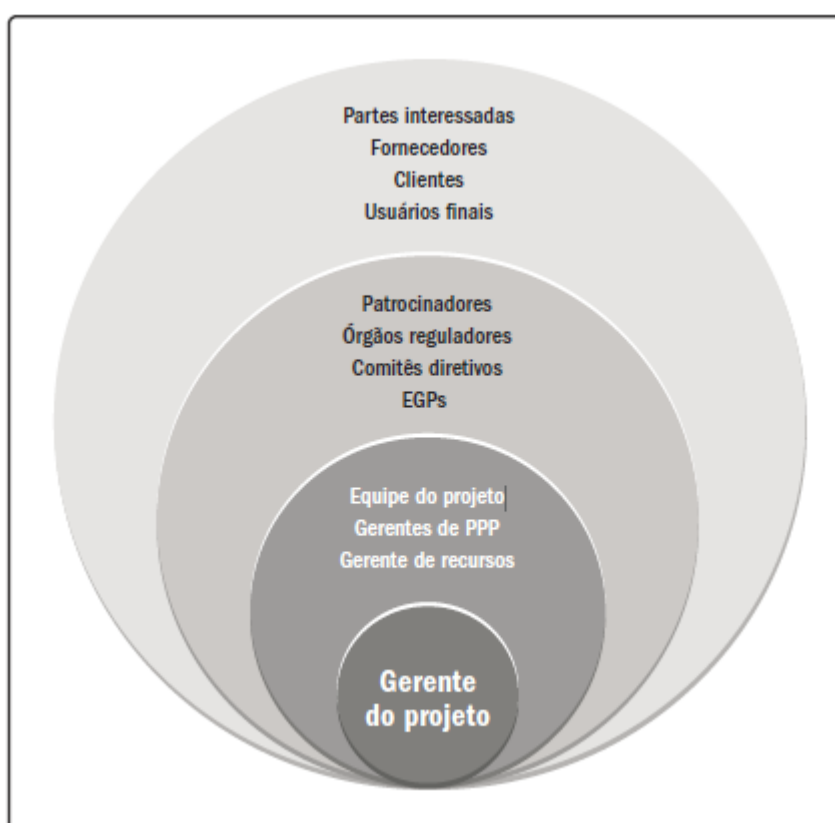 Partes interessadas
Fornecedores
Clientes
Usuários finais
Patrocinadores
Órgãos reguladores
Comitês diretivos
EGPs
Equipe do projeto
Gerentes de PPP
Gerente de recursos
Gerente
do projeto